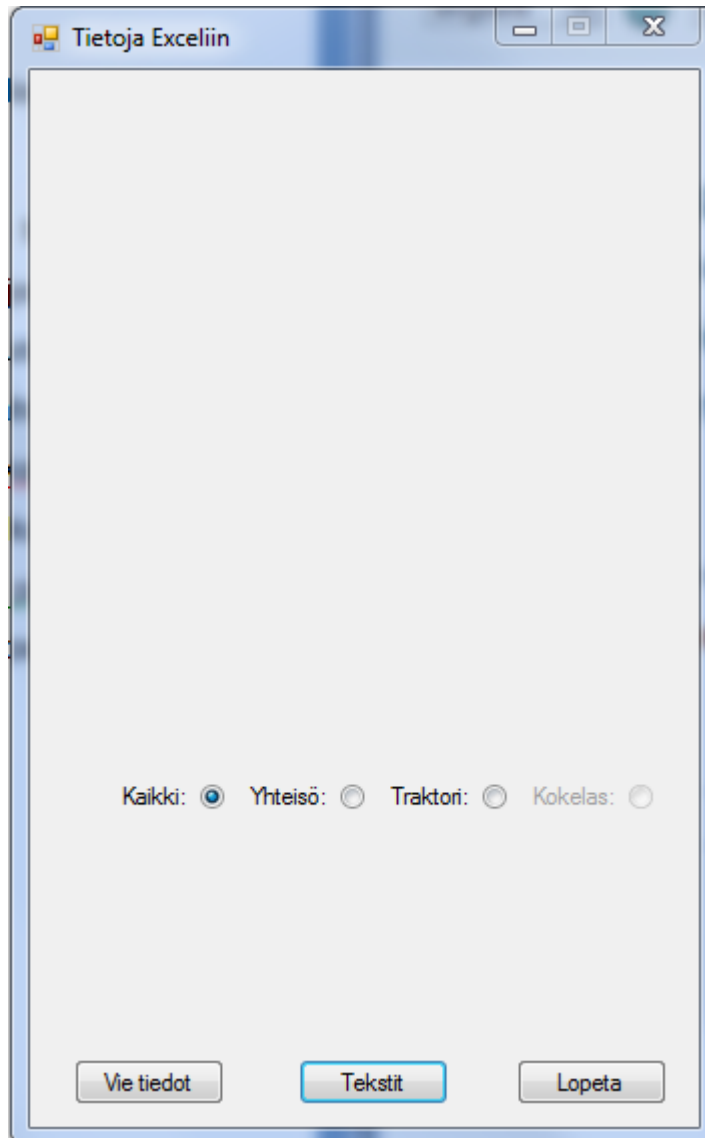 Tietoja Exceliin
Kaikki: Yhteisö: Traktori: Kokelas:
Vie tiedot Tekstit Lopeta